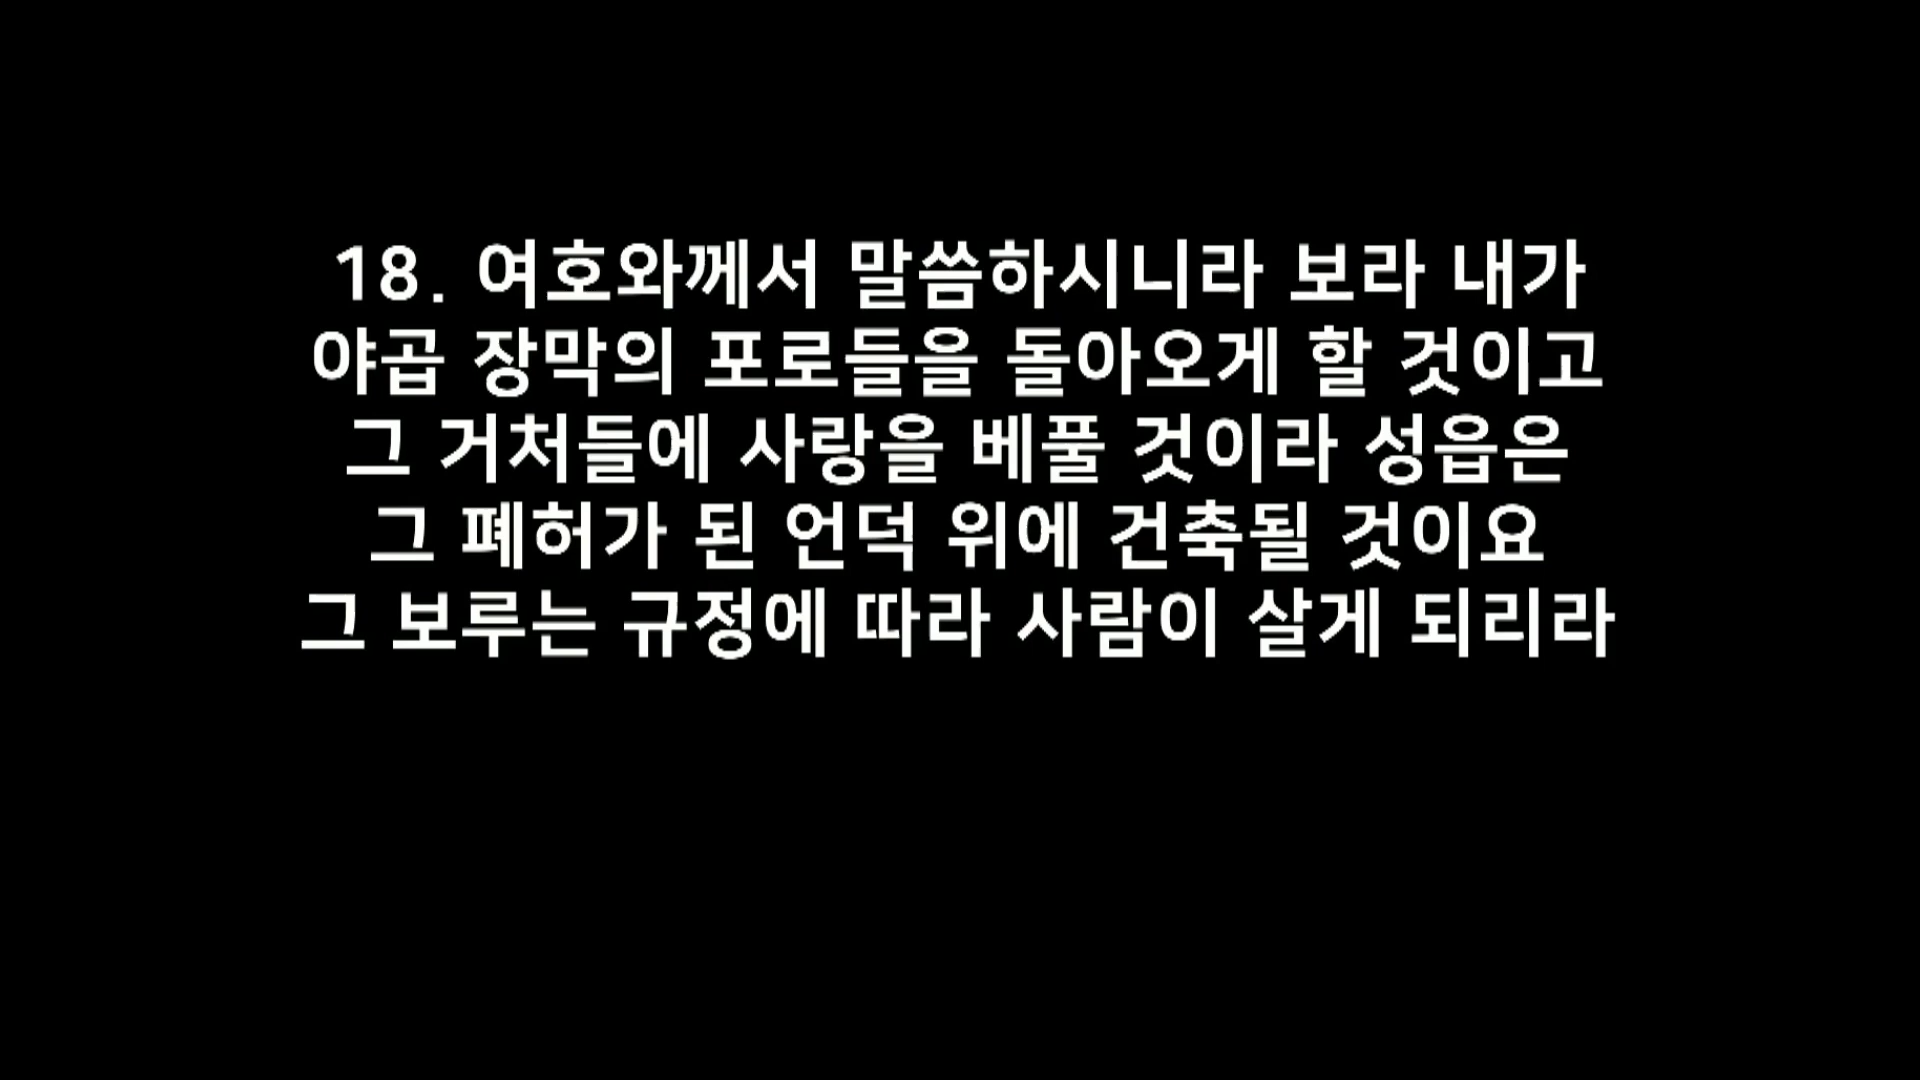 18. 여호와께서 말씀하시니라 보라 내가
야곱 장막의 포로들을 돌아오게 할 것이고
그 거처들에 사랑을 베풀 것이라 성읍은
그 폐허가 된 언덕 위에 건축될 것이요
그 보루는 규정에 따라 사람이 살게 되리라